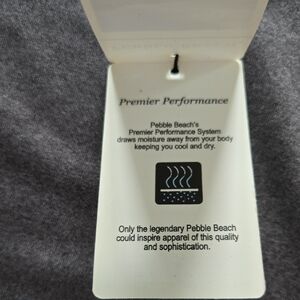 Premier Performance
Pebble Beach's
Premier Performance System
draws moisture away from your body
keeping you cool and dry.
Only the legendary Pebble Beach
could inspire apparel of this quality
and sophistication.